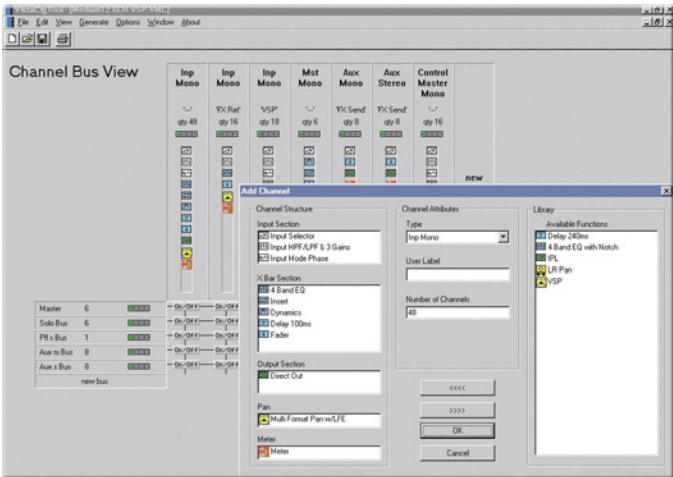 File Edit View Generate Options Window About
Channel Bus View
Inp Mono
Inp Mono
Inp Mono
Mst Mono
Aux Mono
Aux Stereo
Control Master Mono
'--'
'FX Ret'
'VSP'
'--'
'FX Send'
'FX Send'
'--'
qty 48
qty 16
qty 18
qty 6
qty 8
qty 8
qty 16
new
Master 6
Solo Bus 6
Pfl s Bus 1
Aux m Bus 8
Aux s Bus 8
new bus
On/Off On/Off
On/Off On/Off
On/Off On/Off
On/Off On/Off
On/Off On/Off
Add Channel
Channel Structure
Input Section
Input Selector
Input HPF/LPF & 3 Gains
Input Mode Phase
X Bar Section
4 Band EQ
Insert
Dynamics
Delay 100ms
Fader
Output Section
Direct Out
Pan
Multi Format Pan w/LFE
Meter
Meter
Channel Attributes
Type
Inp Mono
User Label
Number of Channels
48
<<<<
>>>>
OK
Cancel
Library
Available Functions
Delay 240ms
4 Band EQ with Notch
IPL
LR Pan
VSP